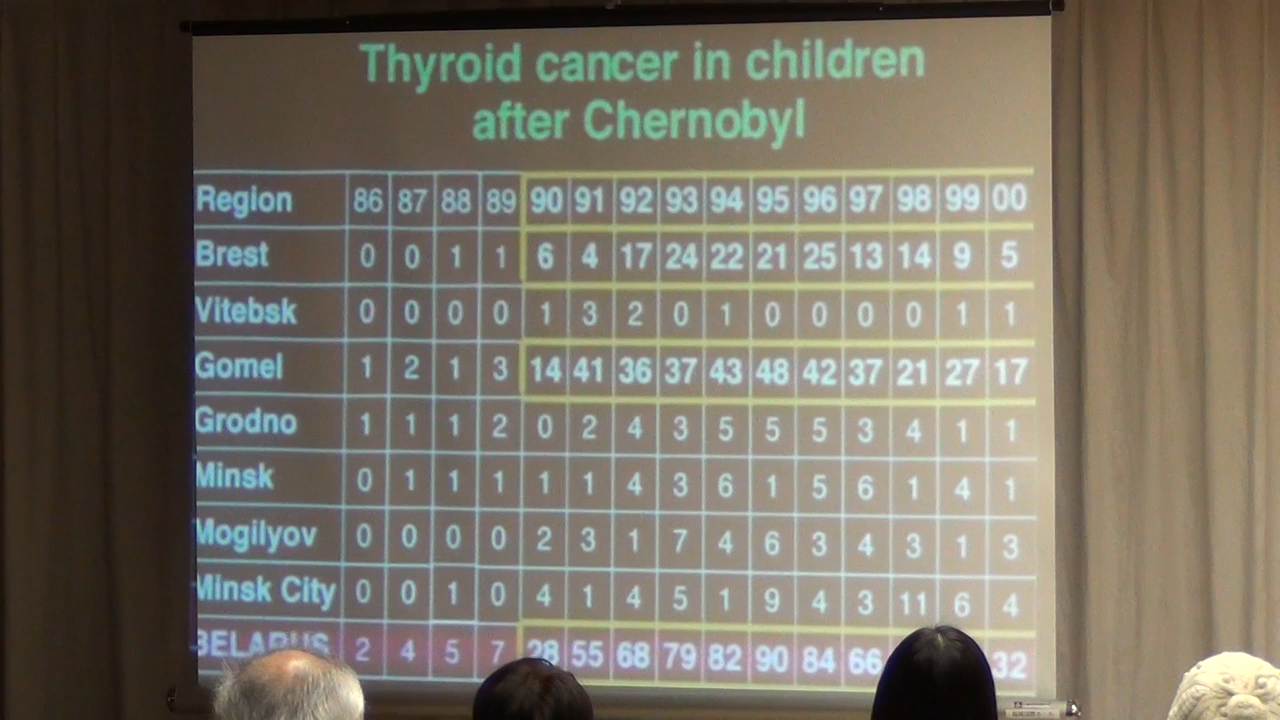 Thyroid cancer in children
after Chernobyl
Region 86 87 88 89 90 91 92 93 94 95 96 97 98 99 00
Brest 0 0 1 1 6 4 17 24 22 21 25 13 14 9 5
Vitebsk 0 0 0 0 1 3 2 0 1 0 0 0 0 1 1
Gomel 1 2 1 3 14 41 36 37 43 48 42 37 21 27 17
Grodno 1 1 1 2 0 2 4 3 5 5 5 3 4 1 1
Minsk 0 1 1 1 1 1 4 3 6 1 5 6 1 4 1
Mogilyov 0 0 0 0 2 3 1 7 4 6 3 4 3 1 3
Minsk City 0 0 1 0 4 1 4 5 1 9 4 3 11 6 4
BELARUS 2 4 5 7 28 55 68 79 82 90 84 66 32